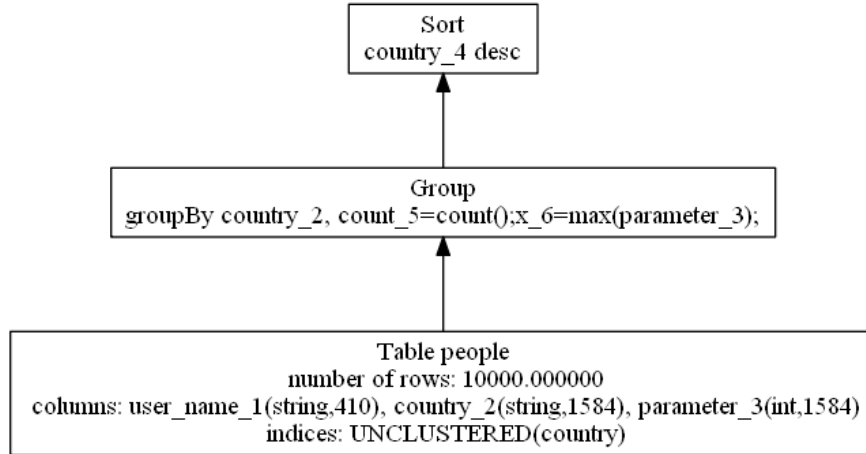 Sort
country_4 desc
Group
groupBy country_2, count_5=count();x_6=max(parameter_3);
Table people
number of rows: 10000.000000
columns: user_name_1(string,410), country_2(string,1584), parameter_3(int,1584)
indices: UNCLUSTERED(country)